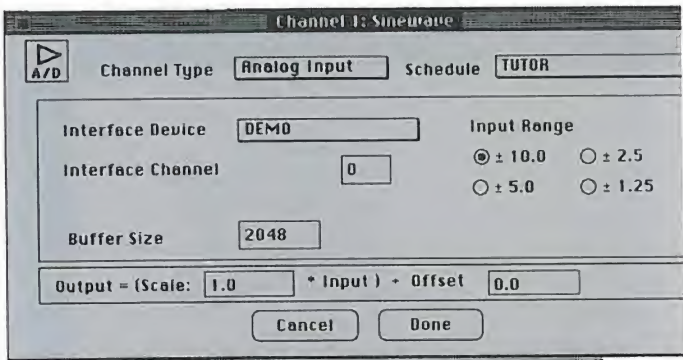 Channel 1: Sinewave
A/D
Channel Type Analog Input Schedule TUTOR
Interface Device DEMO
Input Range
Interface Channel 0
± 10.0 ± 2.5
± 5.0 ± 1.25
Buffer Size 2048
Output = (Scale: 1.0 * Input ) + Offset 0.0
Cancel Done